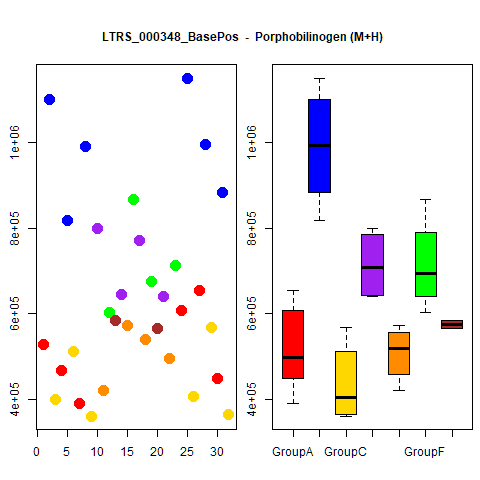 LTRS_000348_BasePos - Porphobilinogen (M+H)
1e+06
8e+05
6e+05
4e+05
0 5 10 15 20 25 30
1e+06
8e+05
6e+05
4e+05
GroupA GroupC GroupF